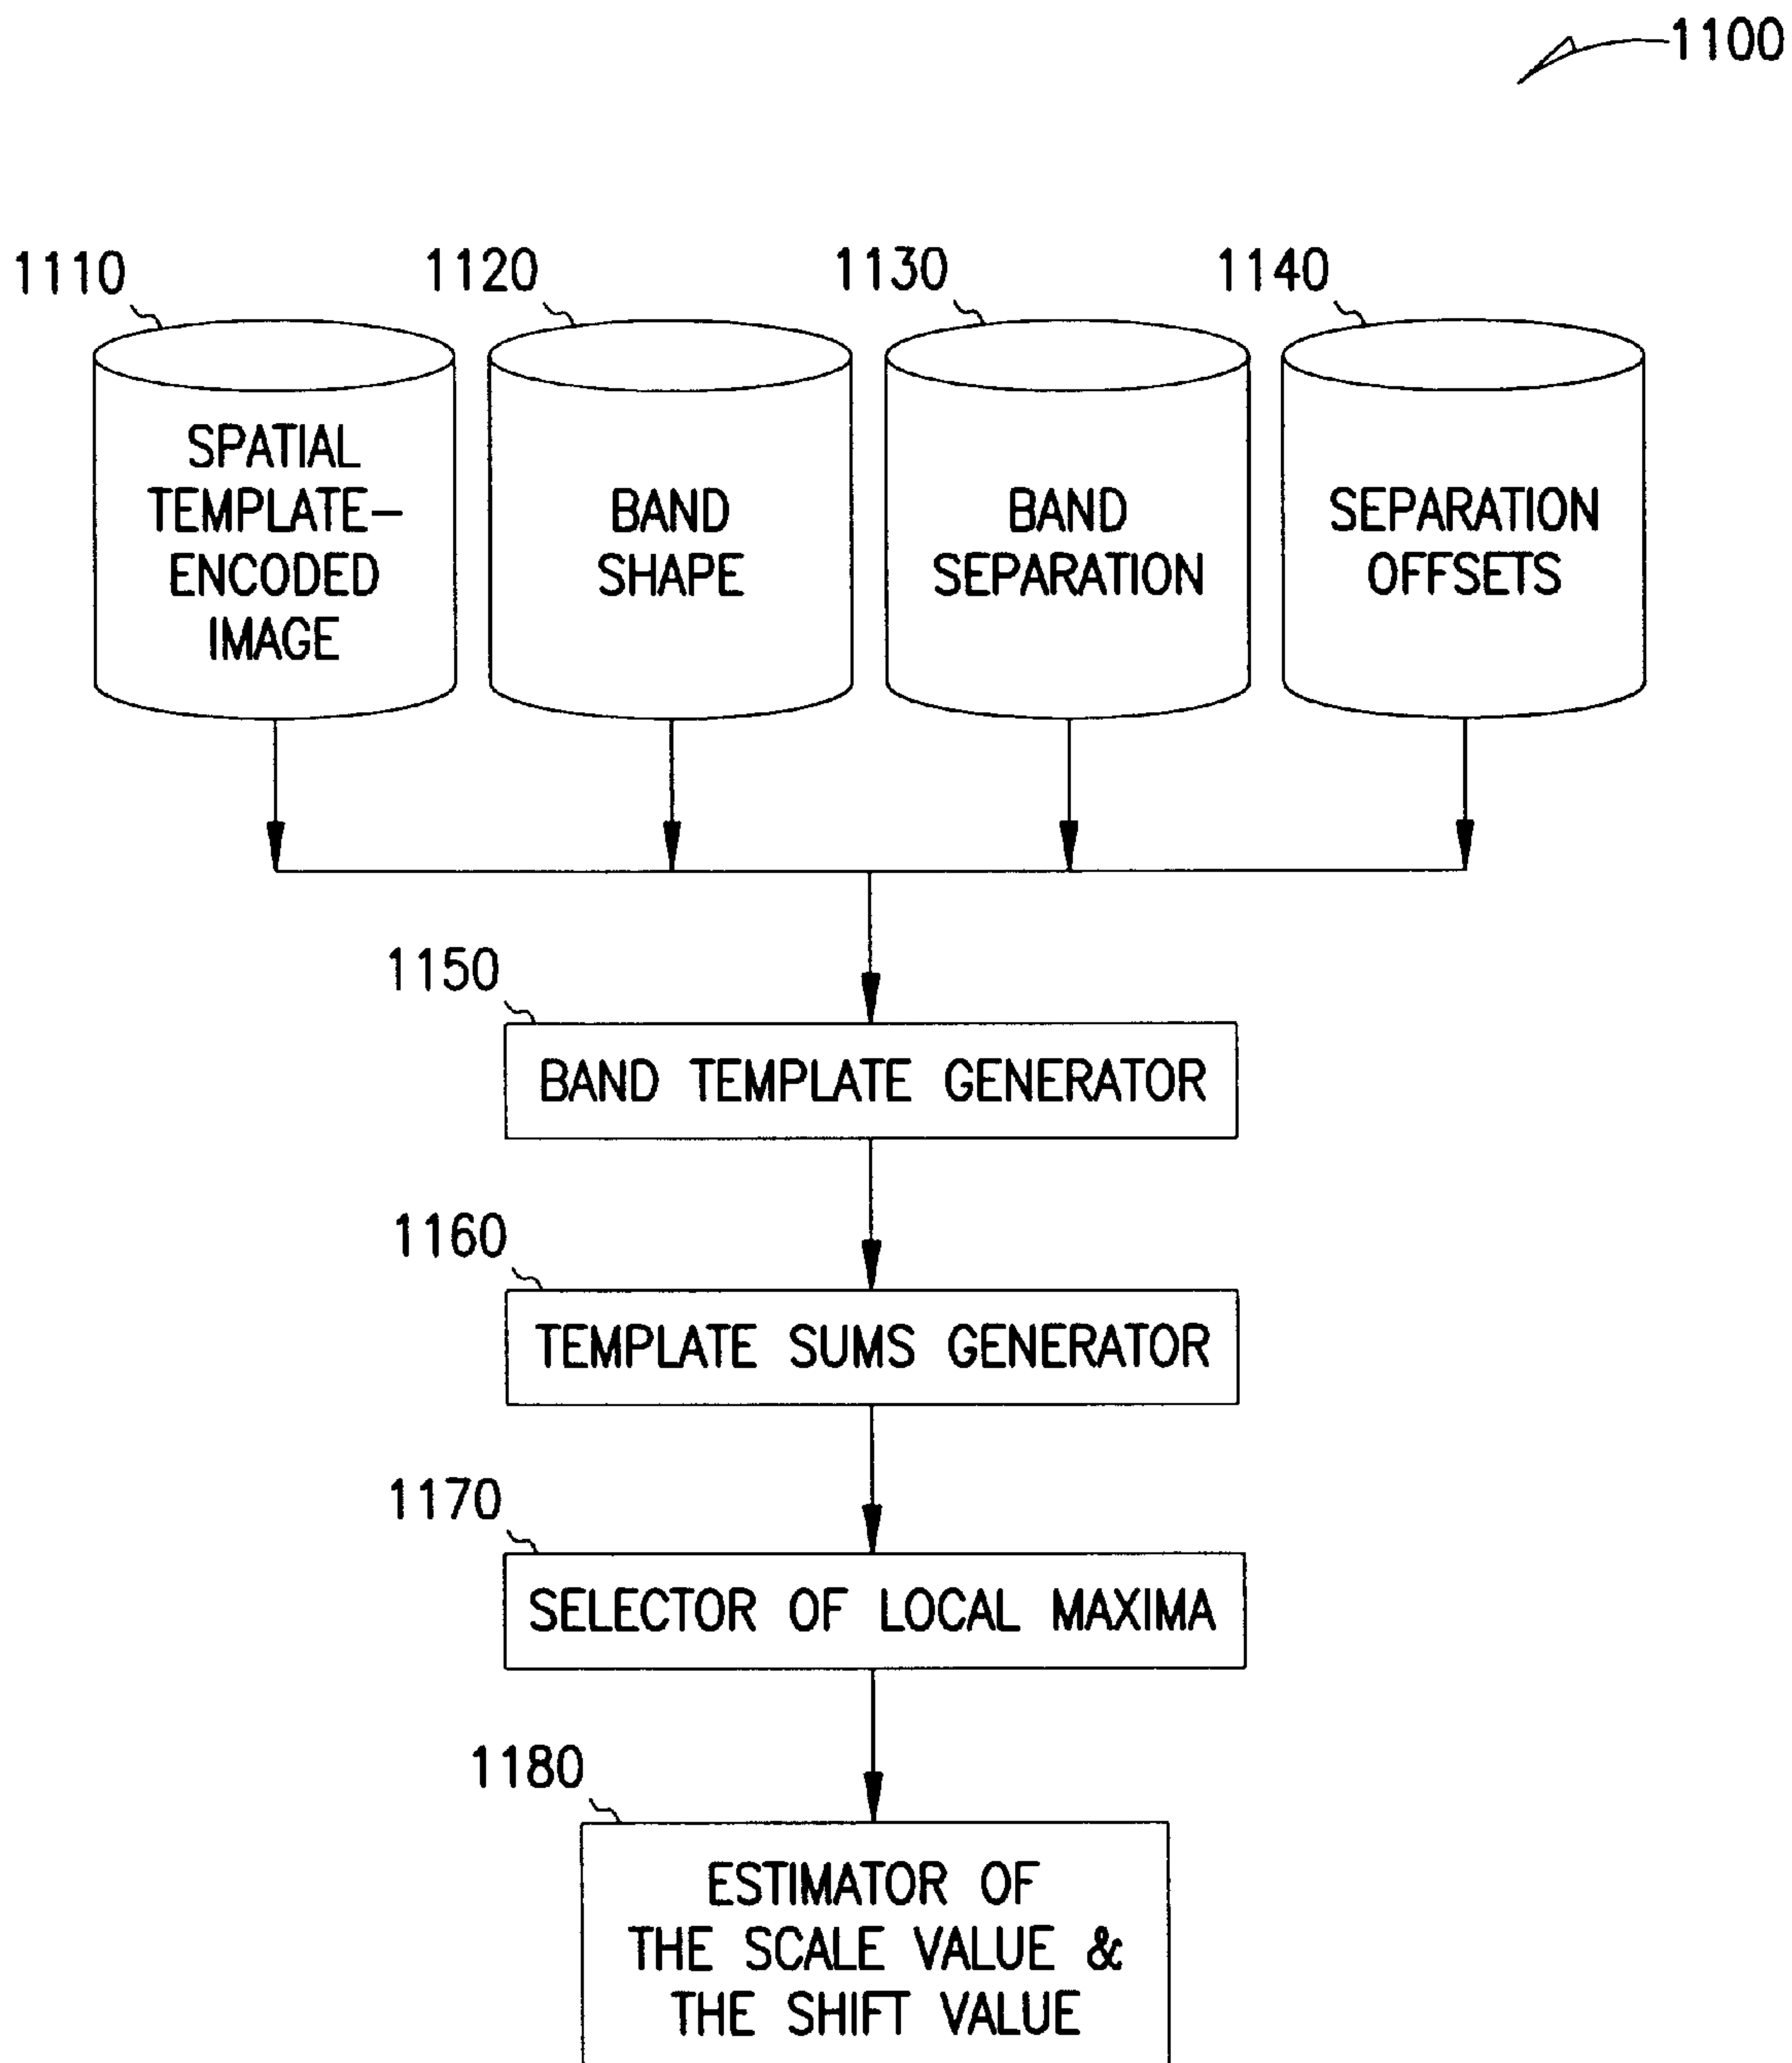 1100
1110
1120
1130
1140
SPATIAL
TEMPLATE-
ENCODED
IMAGE
BAND
SHAPE
BAND
SEPARATION
SEPARATION
OFFSETS
1150
BAND TEMPLATE GENERATOR
1160
TEMPLATE SUMS GENERATOR
1170
SELECTOR OF LOCAL MAXIMA
1180
ESTIMATOR OF
THE SCALE VALUE &
THE SHIFT VALUE